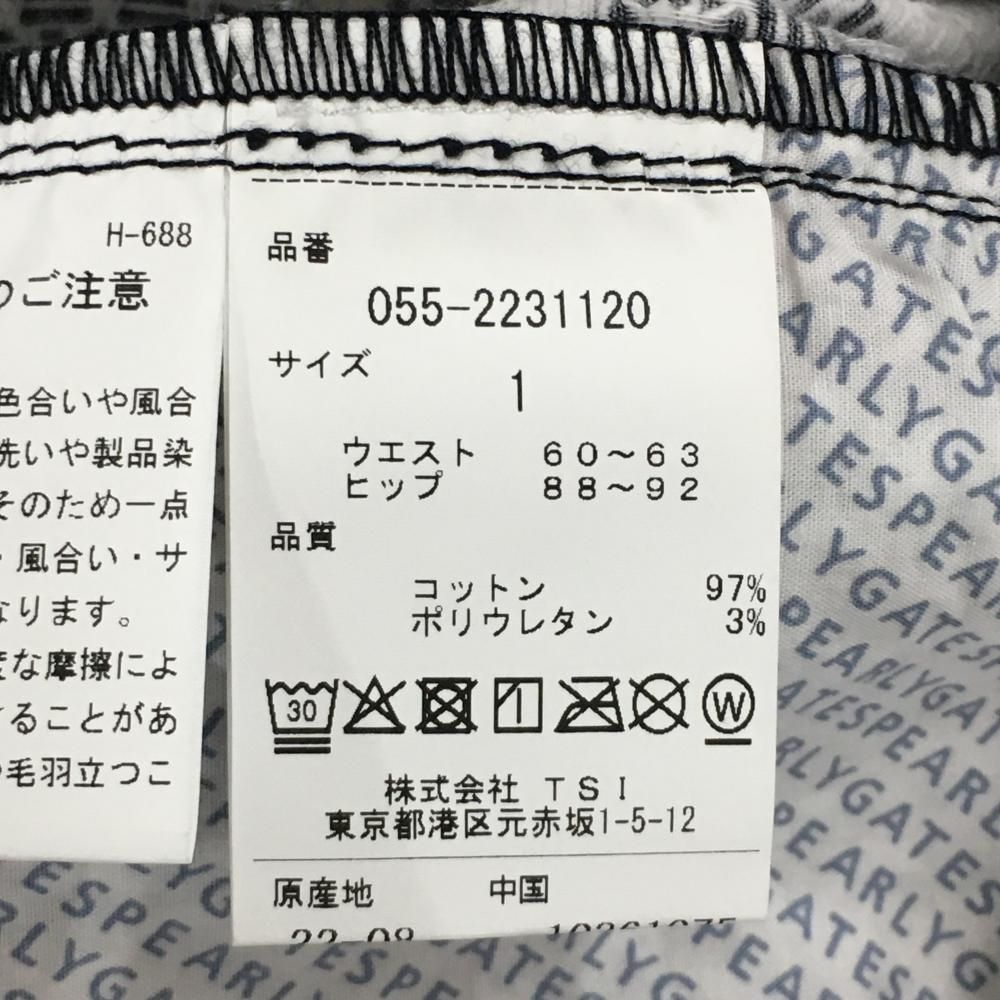 H-688
ご注意
色合いや風合
洗いや製品染
そのため一点
・風合い・サ
なります。
な摩擦によ
することがあ
毛羽立つこ
品番
055-2231120
サイズ
1
ウエスト 60～63
ヒップ 88～92
品質
コットン 97%
ポリウレタン 3%
30
W
株式会社 TSI
東京都港区元赤坂1-5-12
原産地 中国
22-08
PEARLYGATES